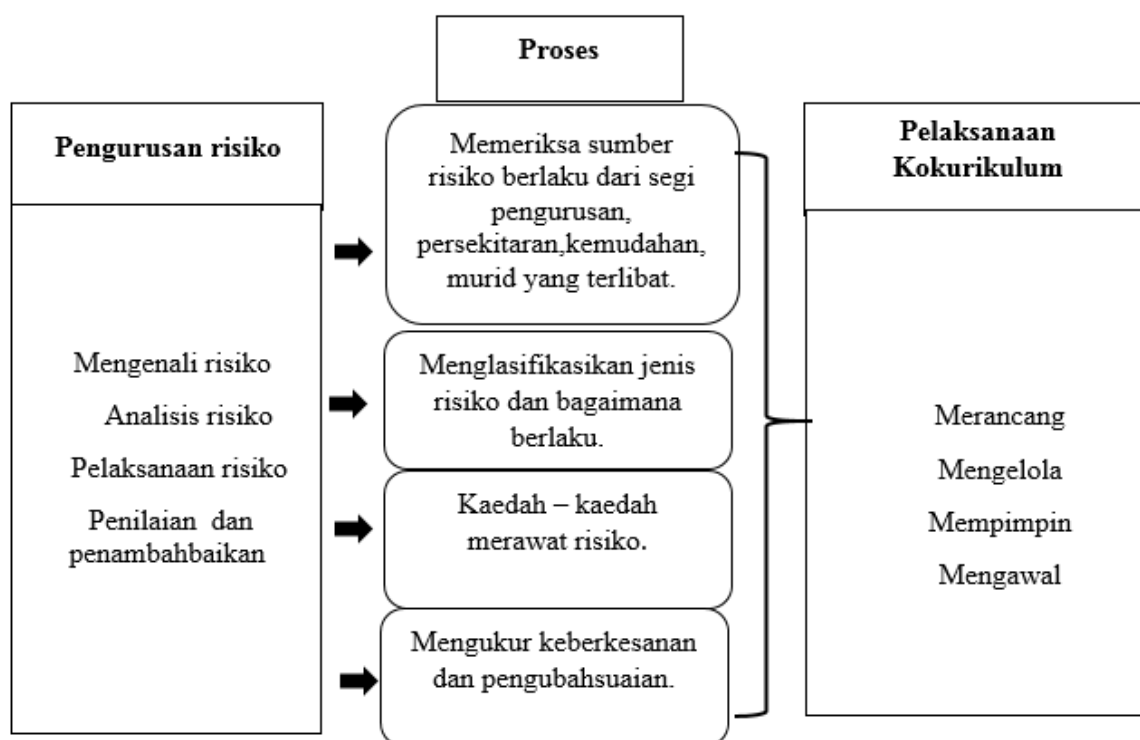 Proses
Pengurusan risiko
Mengenali risiko
Analisis risiko
Pelaksanaan risiko
Penilaian dan
penambahbaikan
Memeriksa sumber
risiko berlaku dari segi
pengurusan,
persekitaran,kemudahan,
murid yang terlibat.
Menglasifikasikan jenis
risiko dan bagaimana
berlaku.
Kaedah – kaedah
merawat risiko.
Mengukur keberkesanan
dan pengubahsuaian.
Pelaksanaan
Kokurikulum
Merancang
Mengelola
Mempimpin
Mengawal